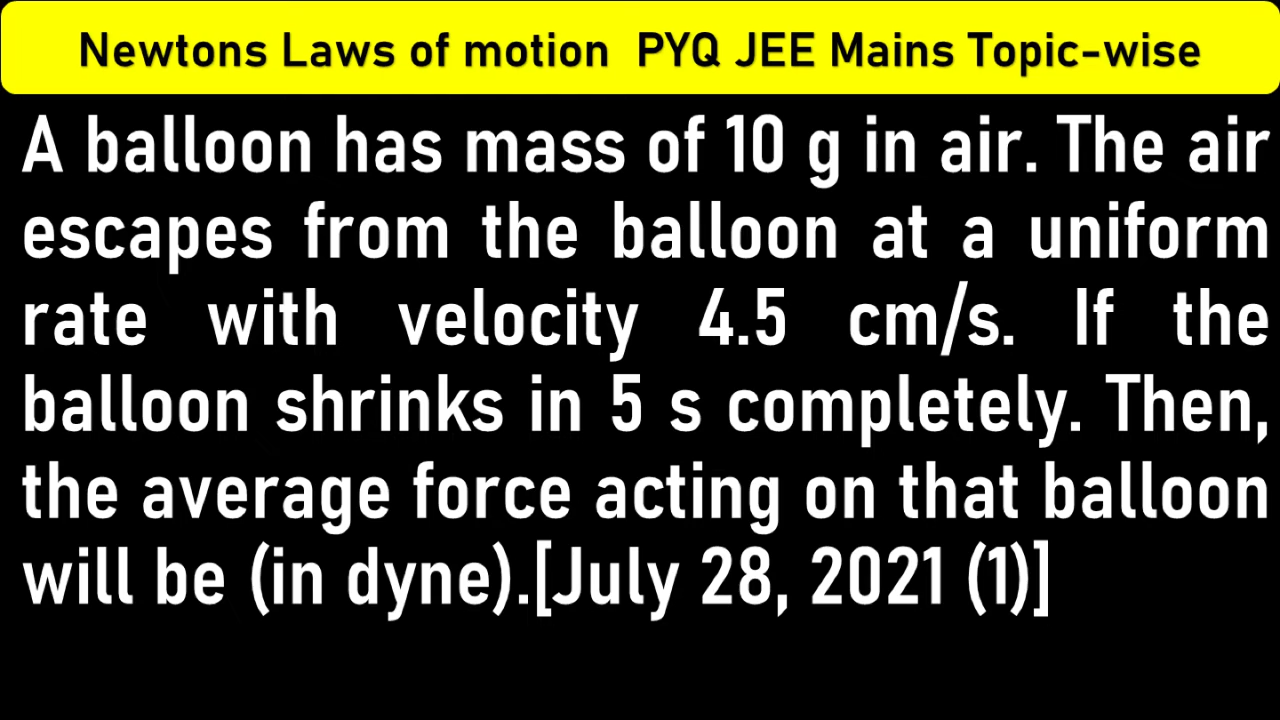 Newtons Laws of motion PYQ JEE Mains Topic-wise
A balloon has mass of 10 g in air. The air
escapes from the balloon at a uniform
rate with velocity 4.5 cm/s. If the
balloon shrinks in 5 s completely. Then,
the average force acting on that balloon
will be (in dyne).[July 28, 2021 (1)]